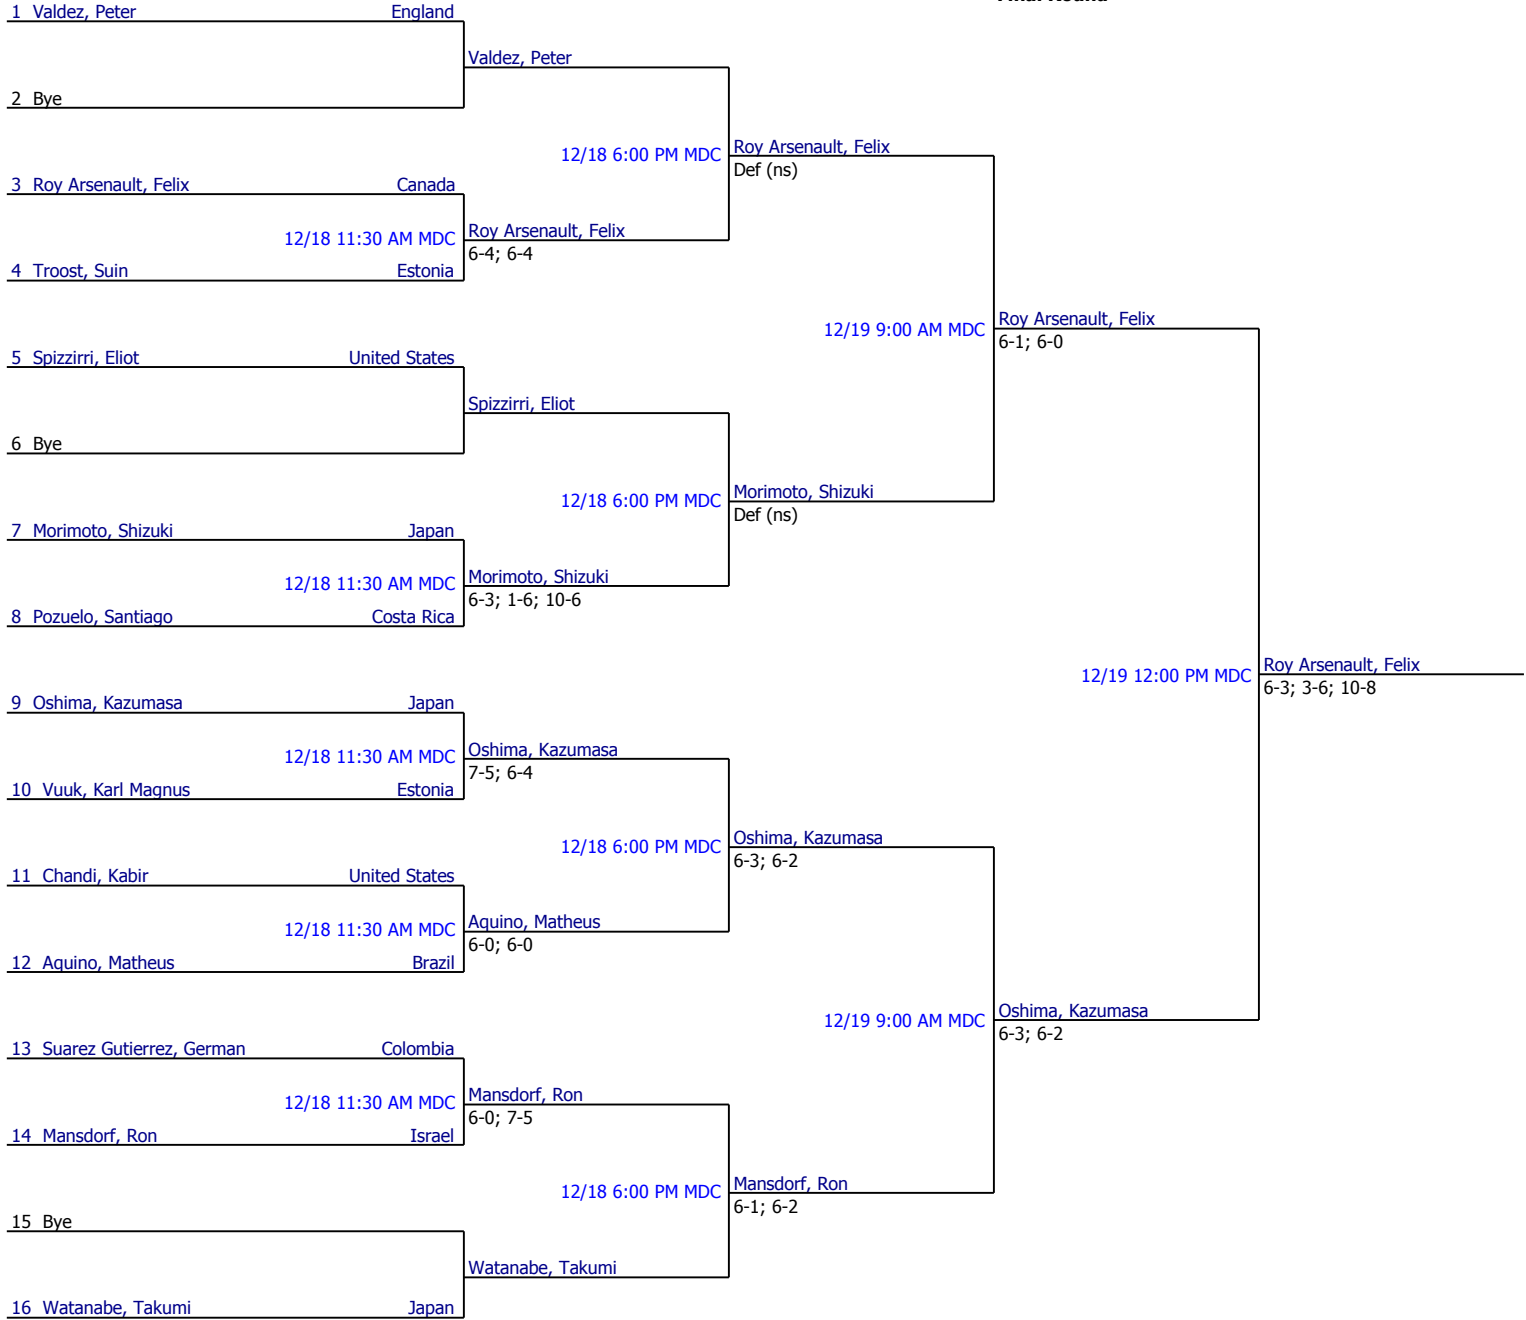 Final Round
1 Valdez, Peter England
Valdez, Peter
2 Bye
12/18 6:00 PM MDC Roy Arsenault, Felix
Def (ns)
3 Roy Arsenault, Felix Canada
12/18 11:30 AM MDC Roy Arsenault, Felix
6-4; 6-4
4 Troost, Suin Estonia
12/19 9:00 AM MDC Roy Arsenault, Felix
6-1; 6-0
5 Spizzirri, Eliot United States
Spizzirri, Eliot
6 Bye
12/18 6:00 PM MDC Morimoto, Shizuki
Def (ns)
7 Morimoto, Shizuki Japan
12/18 11:30 AM MDC Morimoto, Shizuki
6-3; 1-6; 10-6
8 Pozuelo, Santiago Costa Rica
12/19 12:00 PM MDC Roy Arsenault, Felix
6-3; 3-6; 10-8
9 Oshima, Kazumasa Japan
12/18 11:30 AM MDC Oshima, Kazumasa
7-5; 6-4
10 Vuuk, Karl Magnus Estonia
12/18 6:00 PM MDC Oshima, Kazumasa
6-3; 6-2
11 Chandi, Kabir United States
12/18 11:30 AM MDC Aquino, Matheus
6-0; 6-0
12 Aquino, Matheus Brazil
12/19 9:00 AM MDC Oshima, Kazumasa
6-3; 6-2
13 Suarez Gutierrez, German Colombia
12/18 11:30 AM MDC Mansdorf, Ron
6-0; 7-5
14 Mansdorf, Ron Israel
12/18 6:00 PM MDC Mansdorf, Ron
6-1; 6-2
15 Bye
Watanabe, Takumi
16 Watanabe, Takumi Japan